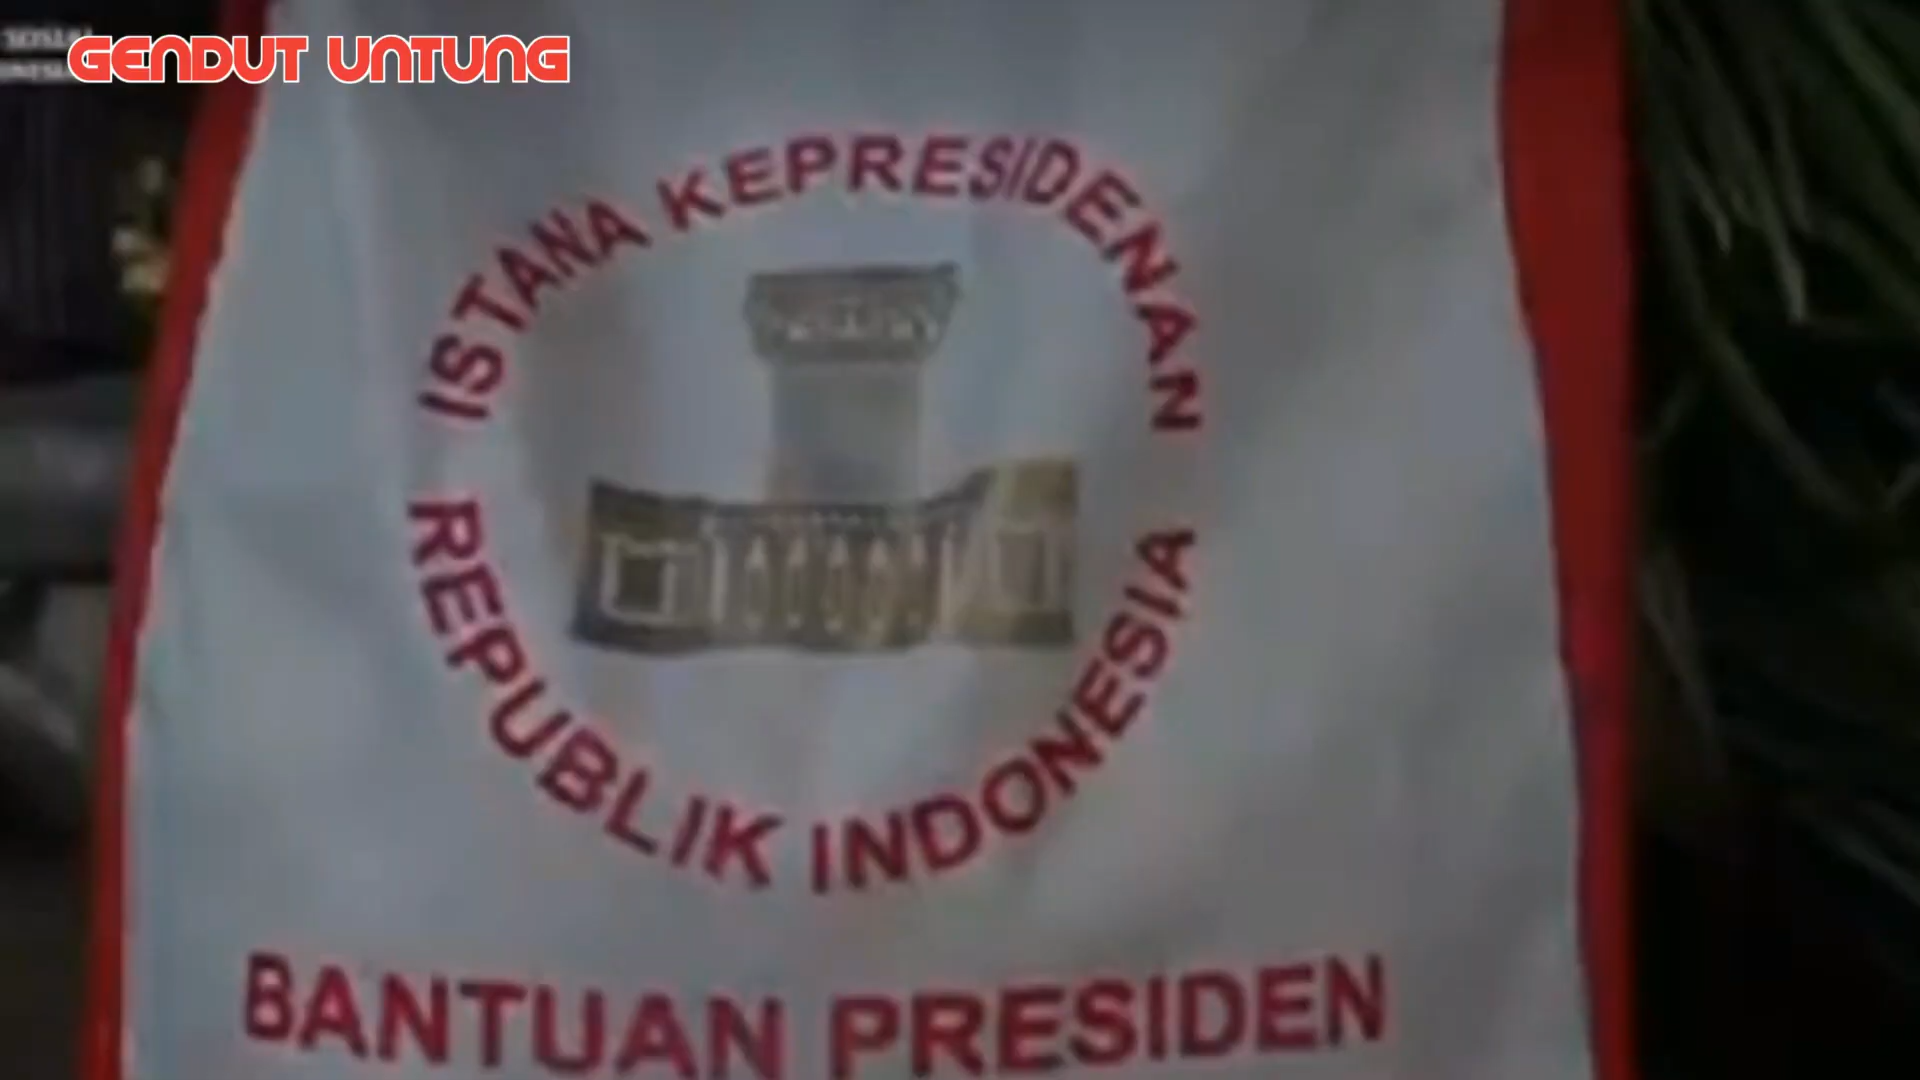 GENDUT UNTUNG
ISTANA KEPRESIDENAN
REPUBLIK INDONESIA
BANTUAN PRESIDEN